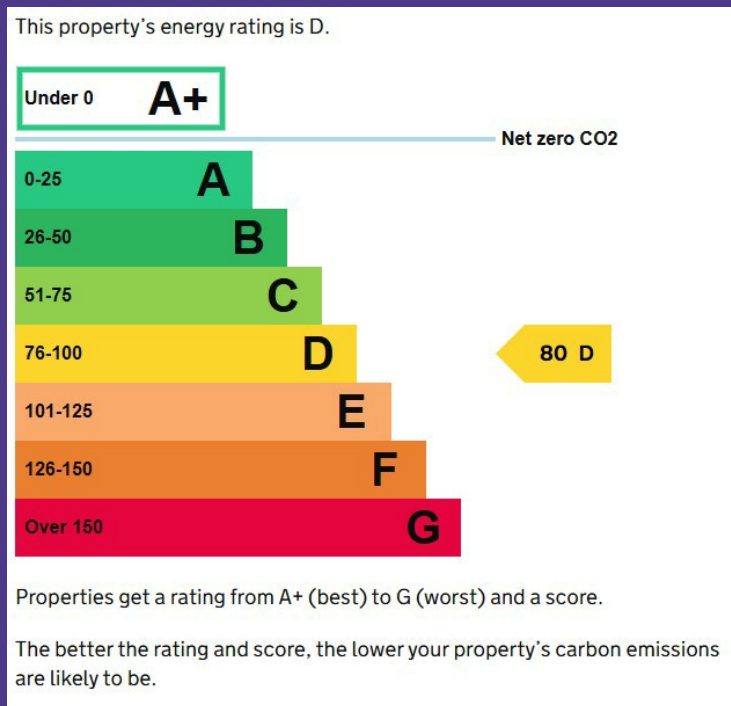 This property's energy rating is D.
Under 0 A+
Net zero CO2
0-25 A
26-50 B
51-75 C
76-100 D
80 D
101-125 E
126-150 F
Over 150 G
Properties get a rating from A+ (best) to G (worst) and a score.
The better the rating and score, the lower your property's carbon emissions
are likely to be.